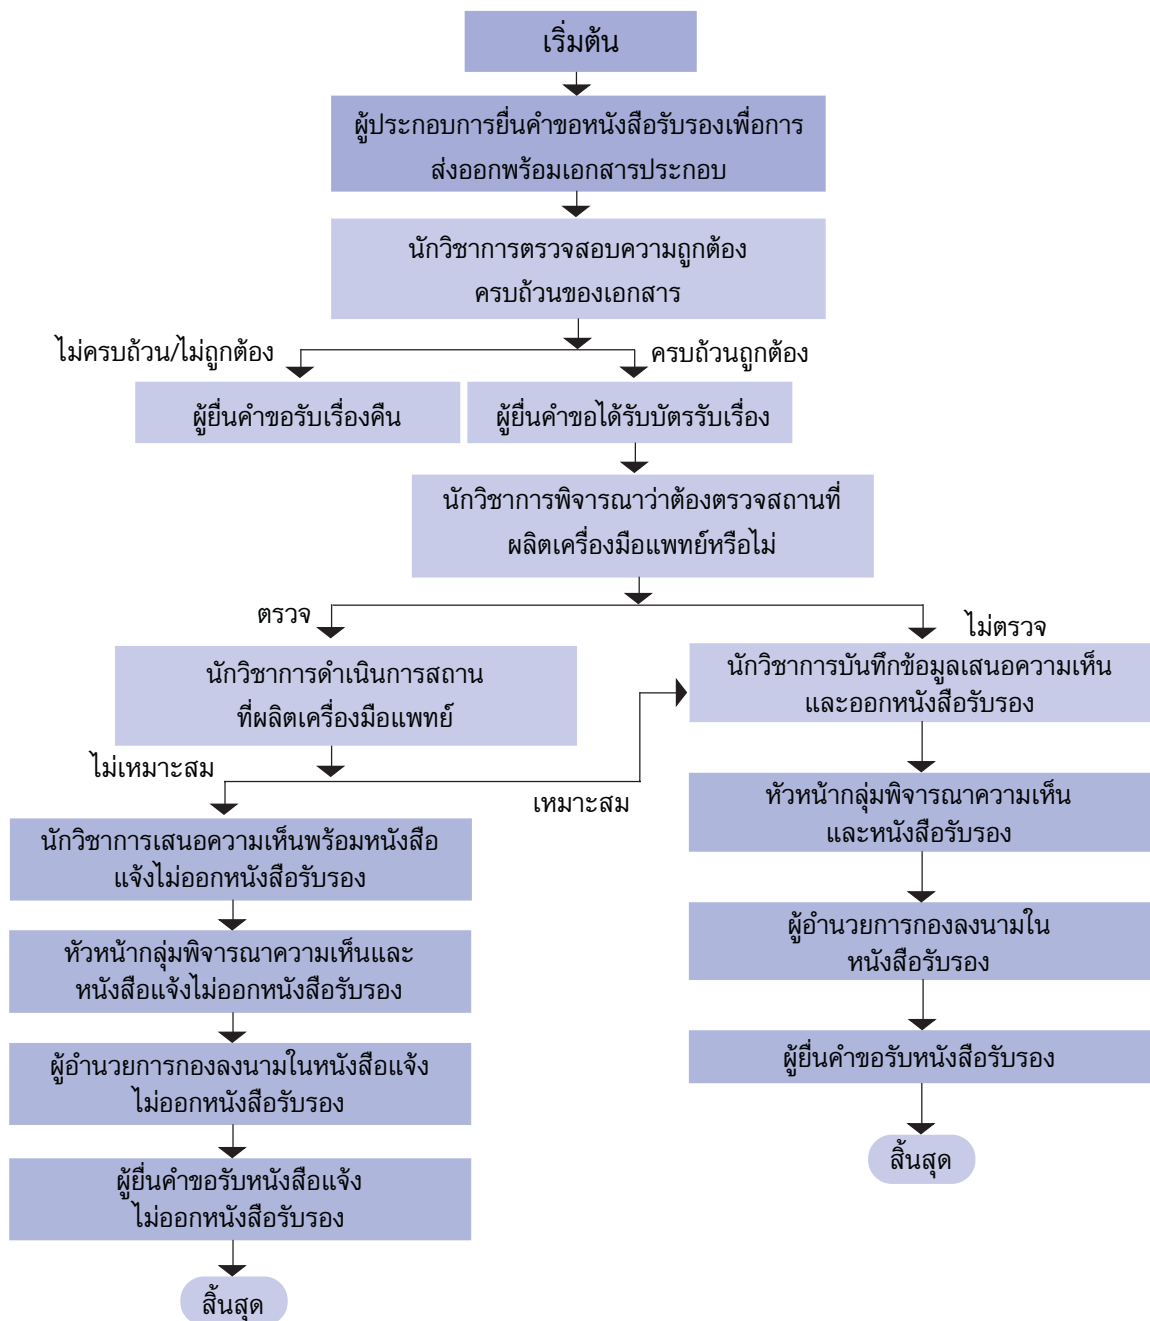 เริ่มต้น
ผู้ประกอบการยื่นคำขอหนังสือรับรองเพื่อการ
ส่งออกพร้อมเอกสารประกอบ
นักวิชาการตรวจสอบความถูกต้อง
ครบถ้วนของเอกสาร
ไม่ครบถ้วน/ไม่ถูกต้อง
ครบถ้วนถูกต้อง
ผู้ยื่นคำขอรับเรื่องคืน
ผู้ยื่นคำขอได้รับบัตรรับเรื่อง
นักวิชาการพิจารณาว่าต้องตรวจสถานที่
ผลิตเครื่องมือแพทย์หรือไม่
ตรวจ
ไม่ตรวจ
นักวิชาการดำเนินการสถาน
ที่ผลิตเครื่องมือแพทย์
นักวิชาการบันทึกข้อมูลเสนอความเห็น
และออกหนังสือรับรอง
ไม่เหมาะสม
เหมาะสม
หัวหน้ากลุ่มพิจารณาความเห็น
และหนังสือรับรอง
นักวิชาการเสนอความเห็นพร้อมหนังสือ
แจ้งไม่ออกหนังสือรับรอง
ผู้อำนวยการกองลงนามใน
หนังสือรับรอง
หัวหน้ากลุ่มพิจารณาความเห็นและ
หนังสือแจ้งไม่ออกหนังสือรับรอง
ผู้ยื่นคำขอรับหนังสือรับรอง
ผู้อำนวยการกองลงนามในหนังสือแจ้ง
ไม่ออกหนังสือรับรอง
สิ้นสุด
ผู้ยื่นคำขอรับหนังสือแจ้ง
ไม่ออกหนังสือรับรอง
สิ้นสุด